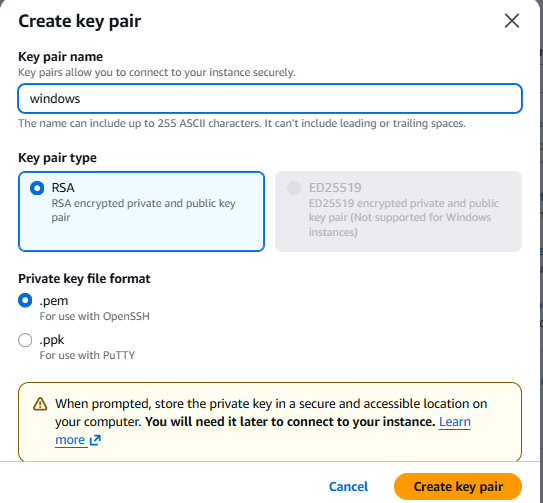 Create key pair
Key pair name
Key pairs allow you to connect to your instance securely.
windows
The name can include up to 255 ASCII characters. It can't include leading or trailing spaces.
Key pair type
RSA
RSA encrypted private and public key
pair
ED25519
ED25519 encrypted private and public
key pair (Not supported for Windows
instances)
Private key file format
.pem
For use with OpenSSH
.ppk
For use with PuTTY
When prompted, store the private key in a secure and accessible location on
your computer. You will need it later to connect to your instance. Learn
more
Cancel
Create key pair